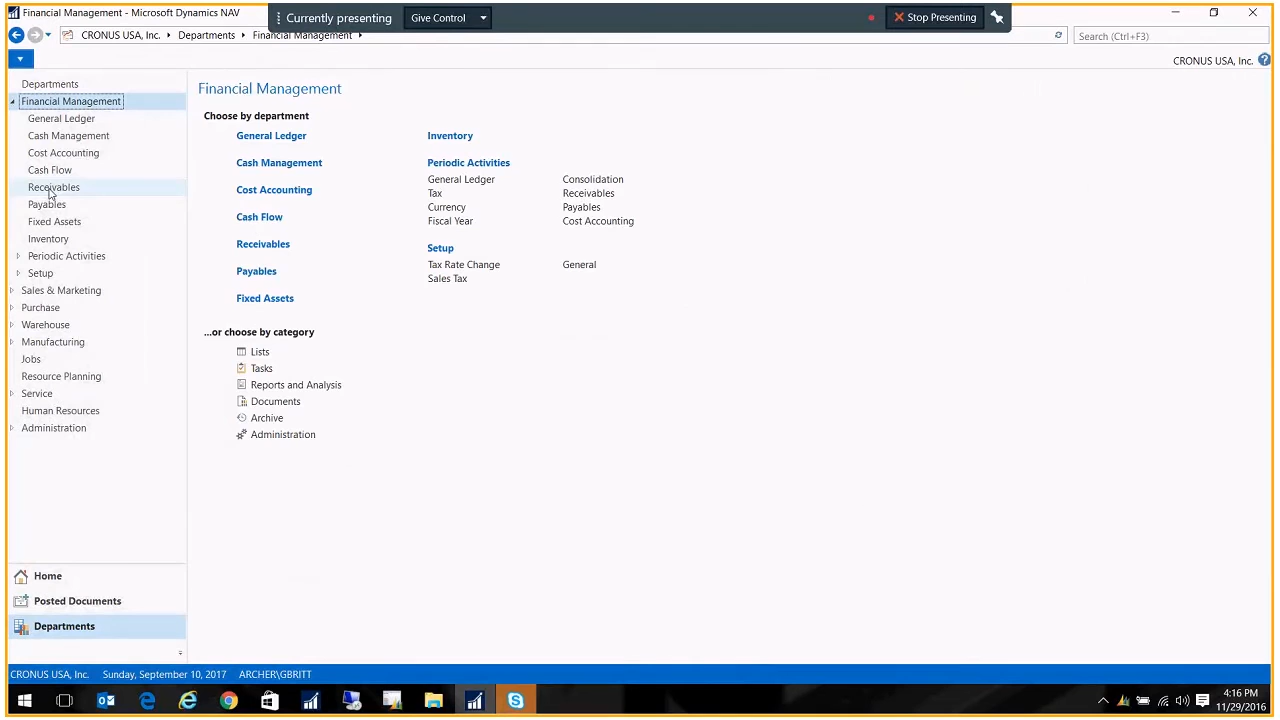 Financial Management - Microsoft Dynamics NAV
Currently presenting
Give Control
Stop Presenting
CRONUS USA, Inc.
Departments
Financial Management
Search (Ctrl+F3)
CRONUS USA, Inc.
Departments
Financial Management
General Ledger
Cash Management
Cost Accounting
Cash Flow
Receivables
Payables
Fixed Assets
Inventory
Periodic Activities
Setup
Sales & Marketing
Purchase
Warehouse
Manufacturing
Jobs
Resource Planning
Service
Human Resources
Administration
Home
Posted Documents
Departments
Financial Management
Choose by department
General Ledger
Cash Management
Cost Accounting
Cash Flow
Receivables
Payables
Fixed Assets
Inventory
Periodic Activities
General Ledger
Tax
Currency
Fiscal Year
Consolidation
Receivables
Payables
Cost Accounting
Setup
Tax Rate Change
Sales Tax
General
...or choose by category
Lists
Tasks
Reports and Analysis
Documents
Archive
Administration
CRONUS USA, Inc.
Sunday, September 10, 2017
ARCHER\GBRITT
4:16 PM
11/29/2016